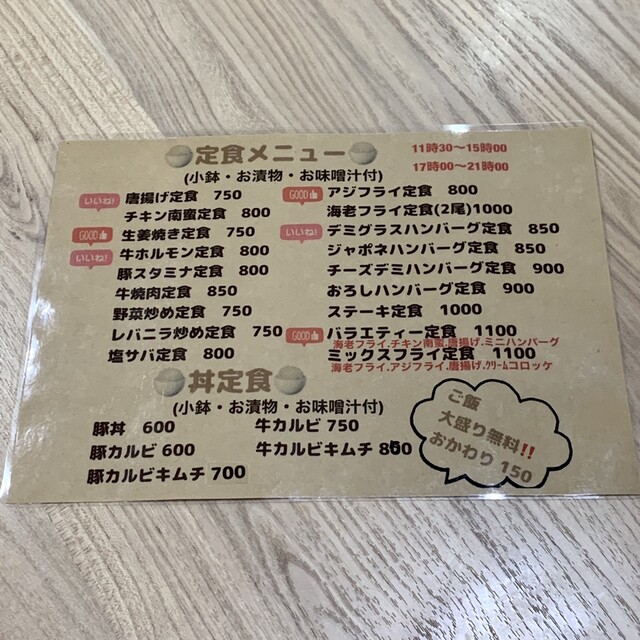 定食メニュー
11時30〜15時00
17時00〜21時00
(小鉢・お漬物・お味噌汁付)
いいね! 唐揚げ定食 750
チキン南蛮定食 800
GOOD 生姜焼き定食 750
いいね! 牛ホルモン定食 800
豚スタミナ定食 800
牛焼肉定食 850
野菜炒め定食 750
レバニラ炒め定食 750
塩サバ定食 800
GOOD アジフライ定食 800
海老フライ定食(2尾)1000
いいね! デミグラスハンバーグ定食 850
ジャポネハンバーグ定食 850
チーズデミハンバーグ定食 900
おろしハンバーグ定食 900
ステーキ定食 1000
GOOD バラエティー定食 1100
海老フライ.チキン南蛮.唐揚げ.ミニハンバーグ
ミックスフライ定食 1100
海老フライ.アジフライ.唐揚げ.クリームコロッケ
丼定食
(小鉢・お漬物・お味噌汁付)
豚丼 600
豚カルビ 600
豚カルビキムチ 700
牛カルビ 750
牛カルビキムチ 850
ご飯
大盛り無料!!
おかわり 150